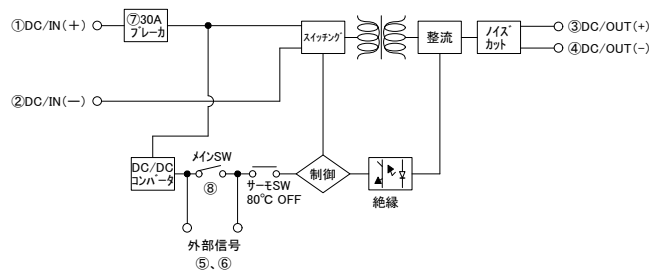 ①DC/IN(+)
⑦30A
ブレーカ
スイッチング
整流
ノイズ
カット
③DC/OUT(+)
④DC/OUT(-)
②DC/IN(―)
DC/DC
コンバータ
メインSW
⑧
サーモSW
80℃ OFF
制御
絶縁
外部信号
⑤、⑥